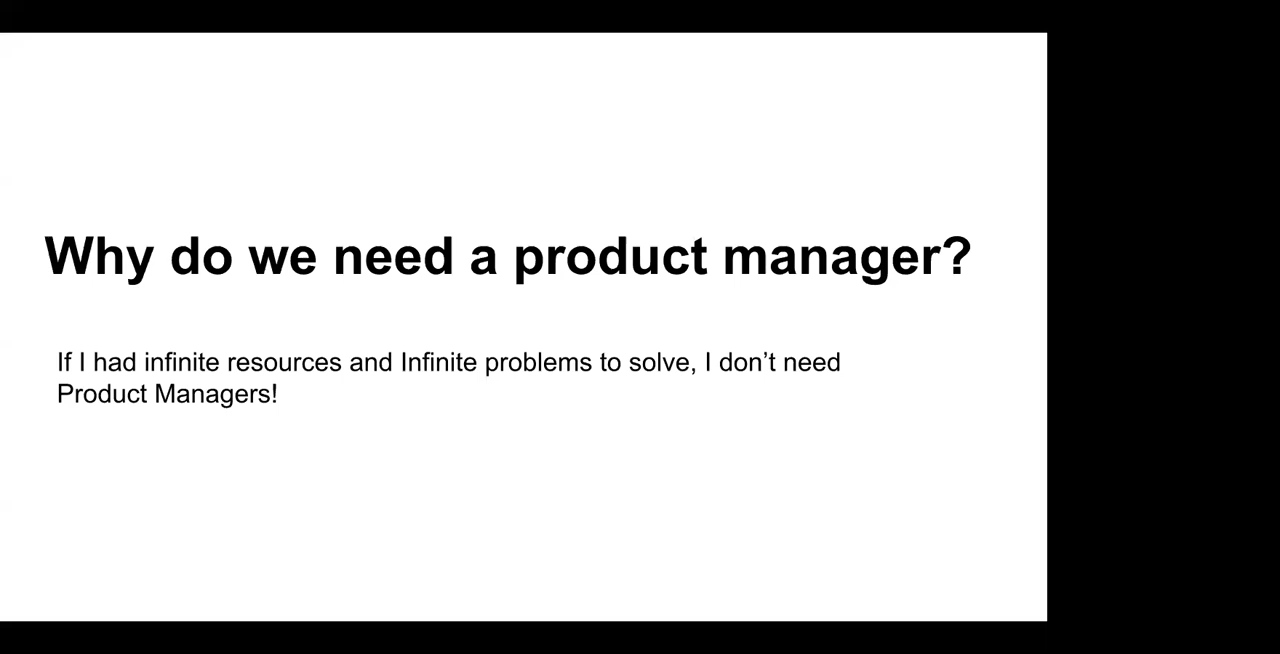 Why do we need a product manager?
If I had infinite resources and Infinite problems to solve, I don’t need
Product Managers!